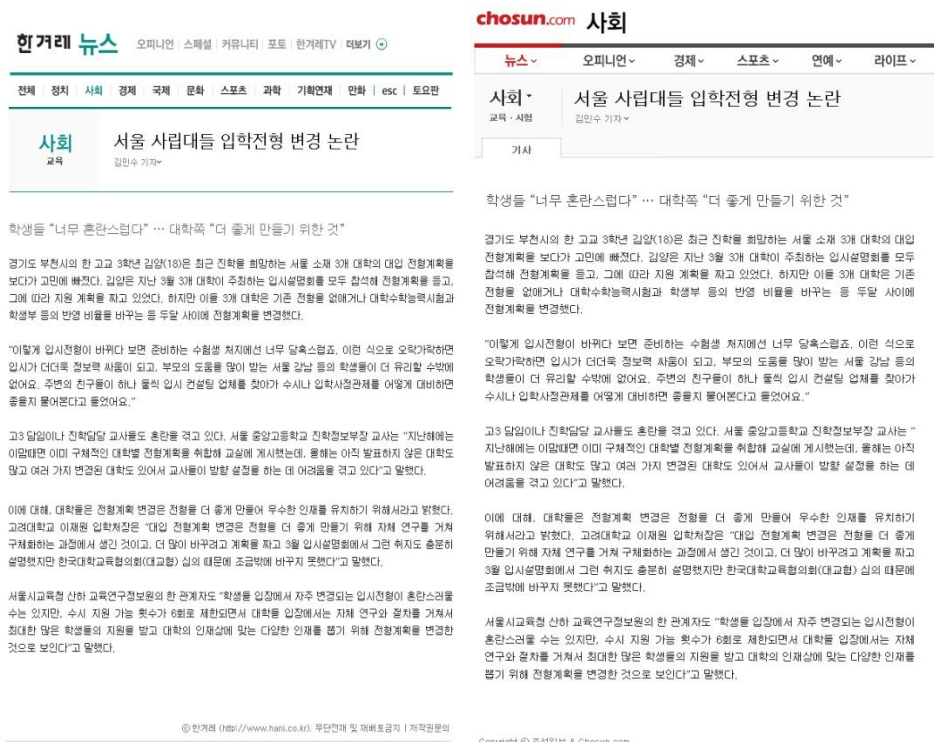 한겨레 뉴스 오피니언 스페셜 커뮤니티 포토 한겨레TV 더보기
전체 정치 사회 경제 국제 문화 스포츠 과학 기획연재 만화 esc 토요판
사회
교육
서울 사립대들 입학전형 변경 논란
김민수 기자
학생들 “너무 혼란스럽다” … 대학쪽 “더 좋게 만들기 위한 것”
경기도 부천시의 한 고교 3학년 김양(18)은 최근 진학을 희망하는 서울 소재 3개 대학의 대입 전형계획을
보다가 고민에 빠졌다. 김양은 지난 3월 3개 대학이 주최하는 입시설명회를 모두 참석해 전형계획을 듣고,
그에 따라 지원 계획을 짜고 있었다. 하지만 이들 3개 대학은 기존 전형을 없애거나 대학수학능력시험과
학생부 등의 반영 비율을 바꾸는 등 두달 사이에 전형계획을 변경했다.
“이렇게 입시전형이 바뀌다 보면 준비하는 수험생 처지에선 너무 당혹스럽죠. 이런 식으로 오락가락하면
입시가 더더욱 정보력 싸움이 되고, 부모의 도움을 많이 받는 서울 강남 등의 학생들이 더 유리할 수밖에
없어요. 주변의 친구들이 하나 둘씩 입시 컨설팅 업체를 찾아가 수시나 입학사정관제를 어떻게 대비하면
좋을지 물어본다고 들었어요.”
고3 담임이나 진학담당 교사들도 혼란을 겪고 있다. 서울 중앙고등학교 진학정보부장 교사는 “지난해에는
이맘때면 이미 구체적인 대학별 전형계획을 취합해 교실에 게시했는데, 올해는 아직 발표하지 않은 대학도
많고 여러 가지 변경된 대학도 있어서 교사들이 방향 설정을 하는 데 어려움을 겪고 있다”고 말했다.
이에 대해, 대학들은 전형계획 변경은 전형을 더 좋게 만들어 우수한 인재를 유치하기 위해서라고 밝혔다.
고려대학교 이재원 입학처장은 “대입 전형계획 변경은 전형을 더 좋게 만들기 위해 자체 연구를 거쳐
구체화하는 과정에서 생긴 것이고, 더 많이 바꾸려고 계획을 짜고 3월 입시설명회에서 그런 취지도 충분히
설명했지만 한국대학교육협의회(대교협) 심의 때문에 조금밖에 바꾸지 못했다”고 말했다.
서울시교육청 산하 교육연구정보원의 한 관계자도 “학생들 입장에서 자주 변경되는 입시전형이 혼란스러울
수는 있지만, 수시 지원 가능 횟수가 6회로 제한되면서 대학들 입장에서는 자체 연구와 절차를 거쳐서
최대한 많은 학생들의 지원을 받고 대학의 인재상에 맞는 다양한 인재를 뽑기 위해 전형계획을 변경한
것으로 보인다”고 말했다.
ⓒ 한겨레 (http://www.hani.co.kr). 무단전재 및 재배포금지 | 저작권문의
chosun.com 사회
뉴스 오피니언 경제 스포츠 연예 라이프
사회
교육·시험
서울 사립대들 입학전형 변경 논란
김민수 기자
기사
학생들 “너무 혼란스럽다” … 대학쪽 “더 좋게 만들기 위한 것”
경기도 부천시의 한 고교 3학년 김양(18)은 최근 진학을 희망하는 서울 소재 3개 대학의 대입
전형계획을 보다가 고민에 빠졌다. 김양은 지난 3월 3개 대학이 주최하는 입시설명회를 모두
참석해 전형계획을 듣고, 그에 따라 지원 계획을 짜고 있었다. 하지만 이들 3개 대학은 기존
전형을 없애거나 대학수학능력시험과 학생부 등의 반영 비율을 바꾸는 등 두달 사이에
전형계획을 변경했다.
“이렇게 입시전형이 바뀌다 보면 준비하는 수험생 처지에선 너무 당혹스럽죠. 이런 식으로
오락가락하면 입시가 더더욱 정보력 싸움이 되고, 부모의 도움을 많이 받는 서울 강남 등의
학생들이 더 유리할 수밖에 없어요. 주변의 친구들이 하나 둘씩 입시 컨설팅 업체를 찾아가
수시나 입학사정관제를 어떻게 대비하면 좋을지 물어본다고 들었어요.”
고3 담임이나 진학담당 교사들도 혼란을 겪고 있다. 서울 중앙고등학교 진학정보부장 교사는 “
지난해에는 이맘때면 이미 구체적인 대학별 전형계획을 취합해 교실에 게시했는데, 올해는 아직
발표하지 않은 대학도 많고 여러 가지 변경된 대학도 있어서 교사들이 방향 설정을 하는 데
어려움을 겪고 있다”고 말했다.
이에 대해, 대학들은 전형계획 변경은 전형을 더 좋게 만들어 우수한 인재를 유치하기
위해서라고 밝혔다. 고려대학교 이재원 입학처장은 “대입 전형계획 변경은 전형을 더 좋게
만들기 위해 자체 연구를 거쳐 구체화하는 과정에서 생긴 것이고, 더 많이 바꾸려고 계획을 짜고
3월 입시설명회에서 그런 취지도 충분히 설명했지만 한국대학교육협의회(대교협) 심의 때문에
조금밖에 바꾸지 못했다”고 말했다.
서울시교육청 산하 교육연구정보원의 한 관계자도 “학생들 입장에서 자주 변경되는 입시전형이
혼란스러울 수는 있지만, 수시 지원 가능 횟수가 6회로 제한되면서 대학들 입장에서는 자체
연구와 절차를 거쳐서 최대한 많은 학생들의 지원을 받고 대학의 인재상에 맞는 다양한 인재를
뽑기 위해 전형계획을 변경한 것으로 보인다”고 말했다.
Copyright ⓒ 조선일보 & Chosun.com